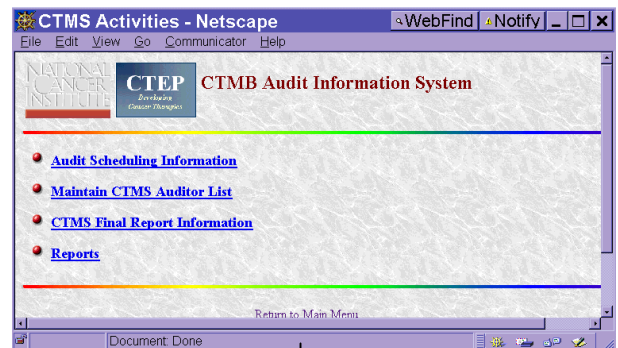 CTMS Activities - Netscape WebFind Notify
File Edit View Go Communicator Help
NATIONAL
CANCER
INSTITUTE
CTEP
Developing
Cancer Therapies
CTMB Audit Information System
Audit Scheduling Information
Maintain CTMS Auditor List
CTMS Final Report Information
Reports
Return to Main Menu
Document: Done